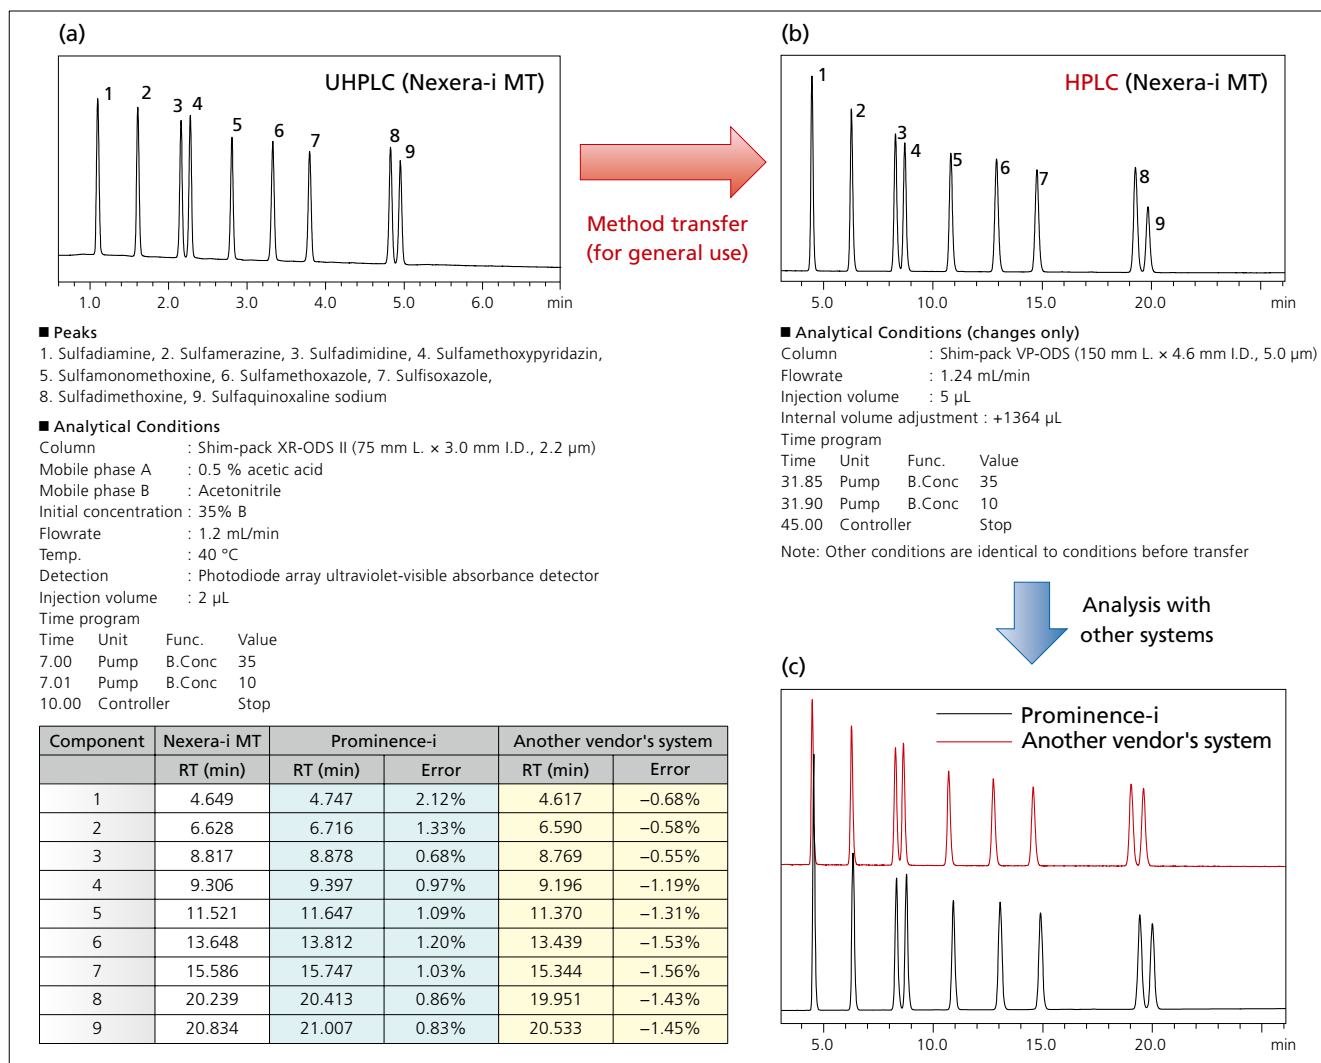 (a)
UHPLC (Nexera-i MT)
1 2 3 4 5 6 7 8 9
1.0 2.0 3.0 4.0 5.0 6.0 min
Method transfer
(for general use)
(b)
HPLC (Nexera-i MT)
1 2 3 4 5 6 7 8 9
5.0 10.0 15.0 20.0 min
■ Peaks
1. Sulfadiamine, 2. Sulfamerazine, 3. Sulfadimidine, 4. Sulfamethoxypyridazin,
5. Sulfamonomethoxine, 6. Sulfamethoxazole, 7. Sulfisoxazole,
8. Sulfadimethoxine, 9. Sulfaquinoxaline sodium
■ Analytical Conditions
Column : Shim-pack XR-ODS II (75 mm L. × 3.0 mm I.D., 2.2 µm)
Mobile phase A : 0.5 % acetic acid
Mobile phase B : Acetonitrile
Initial concentration : 35% B
Flowrate : 1.2 mL/min
Temp. : 40 °C
Detection : Photodiode array ultraviolet-visible absorbance detector
Injection volume : 2 µL
Time program
Time Unit Func. Value
7.00 Pump B.Conc 35
7.01 Pump B.Conc 10
10.00 Controller Stop
■ Analytical Conditions (changes only)
Column : Shim-pack VP-ODS (150 mm L. × 4.6 mm I.D., 5.0 µm)
Flowrate : 1.24 mL/min
Injection volume : 5 µL
Internal volume adjustment : +1364 µL
Time program
Time Unit Func. Value
31.85 Pump B.Conc 35
31.90 Pump B.Conc 10
45.00 Controller Stop
Note: Other conditions are identical to conditions before transfer
Analysis with
other systems
Component Nexera-i MT Prominence-i Another vendor's system
RT (min) RT (min) Error RT (min) Error
1 4.649 4.747 2.12% 4.617 −0.68%
2 6.628 6.716 1.33% 6.590 −0.58%
3 8.817 8.878 0.68% 8.769 −0.55%
4 9.306 9.397 0.97% 9.196 −1.19%
5 11.521 11.647 1.09% 11.370 −1.31%
6 13.648 13.812 1.20% 13.439 −1.53%
7 15.586 15.747 1.03% 15.344 −1.56%
8 20.239 20.413 0.86% 19.951 −1.43%
9 20.834 21.007 0.83% 20.533 −1.45%
(c)
Prominence-i
Another vendor's system
5.0 10.0 15.0 20.0 min